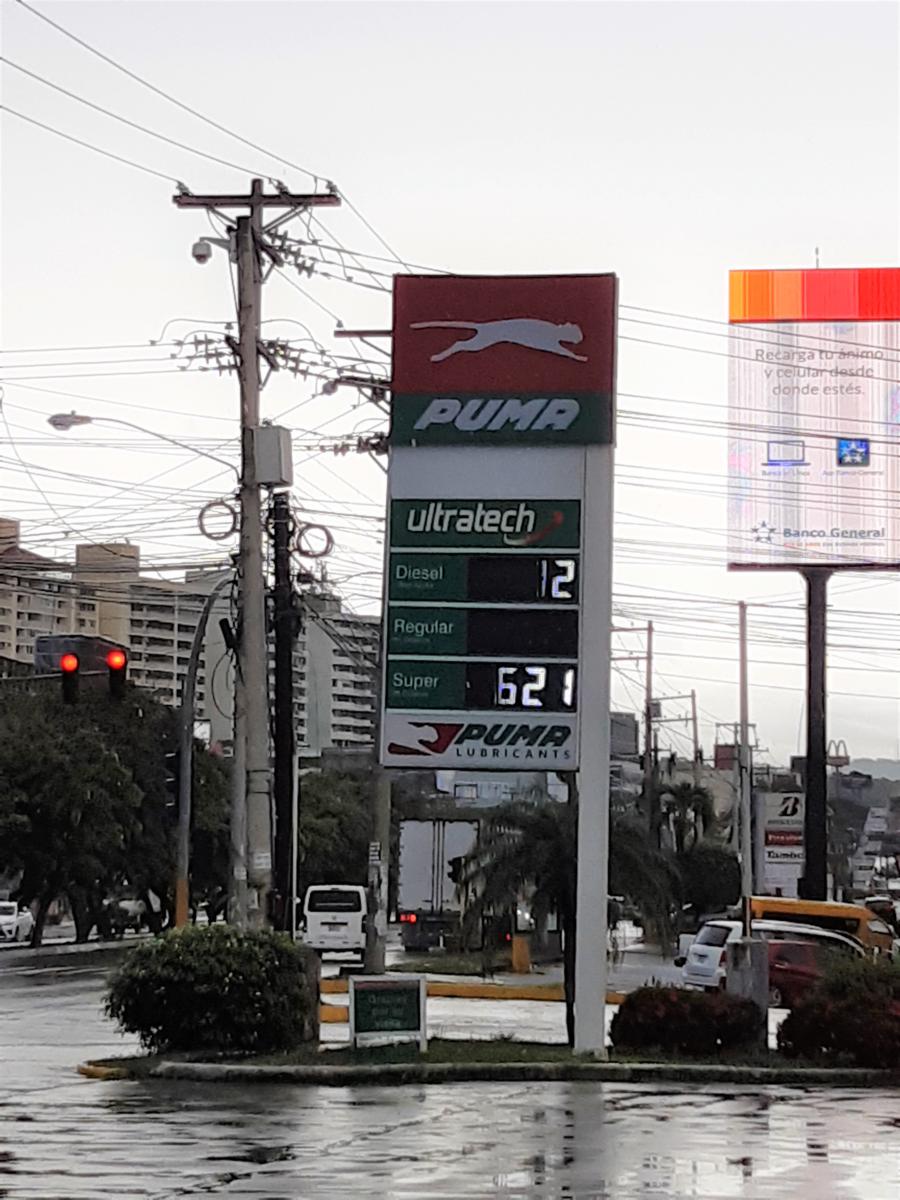 PUMA
Recarga tu ánimo
y celular desde
donde estés.
ultratech
Diesel 12
Regular
Super 621
Banco General
PUMA
LUBRICANTS